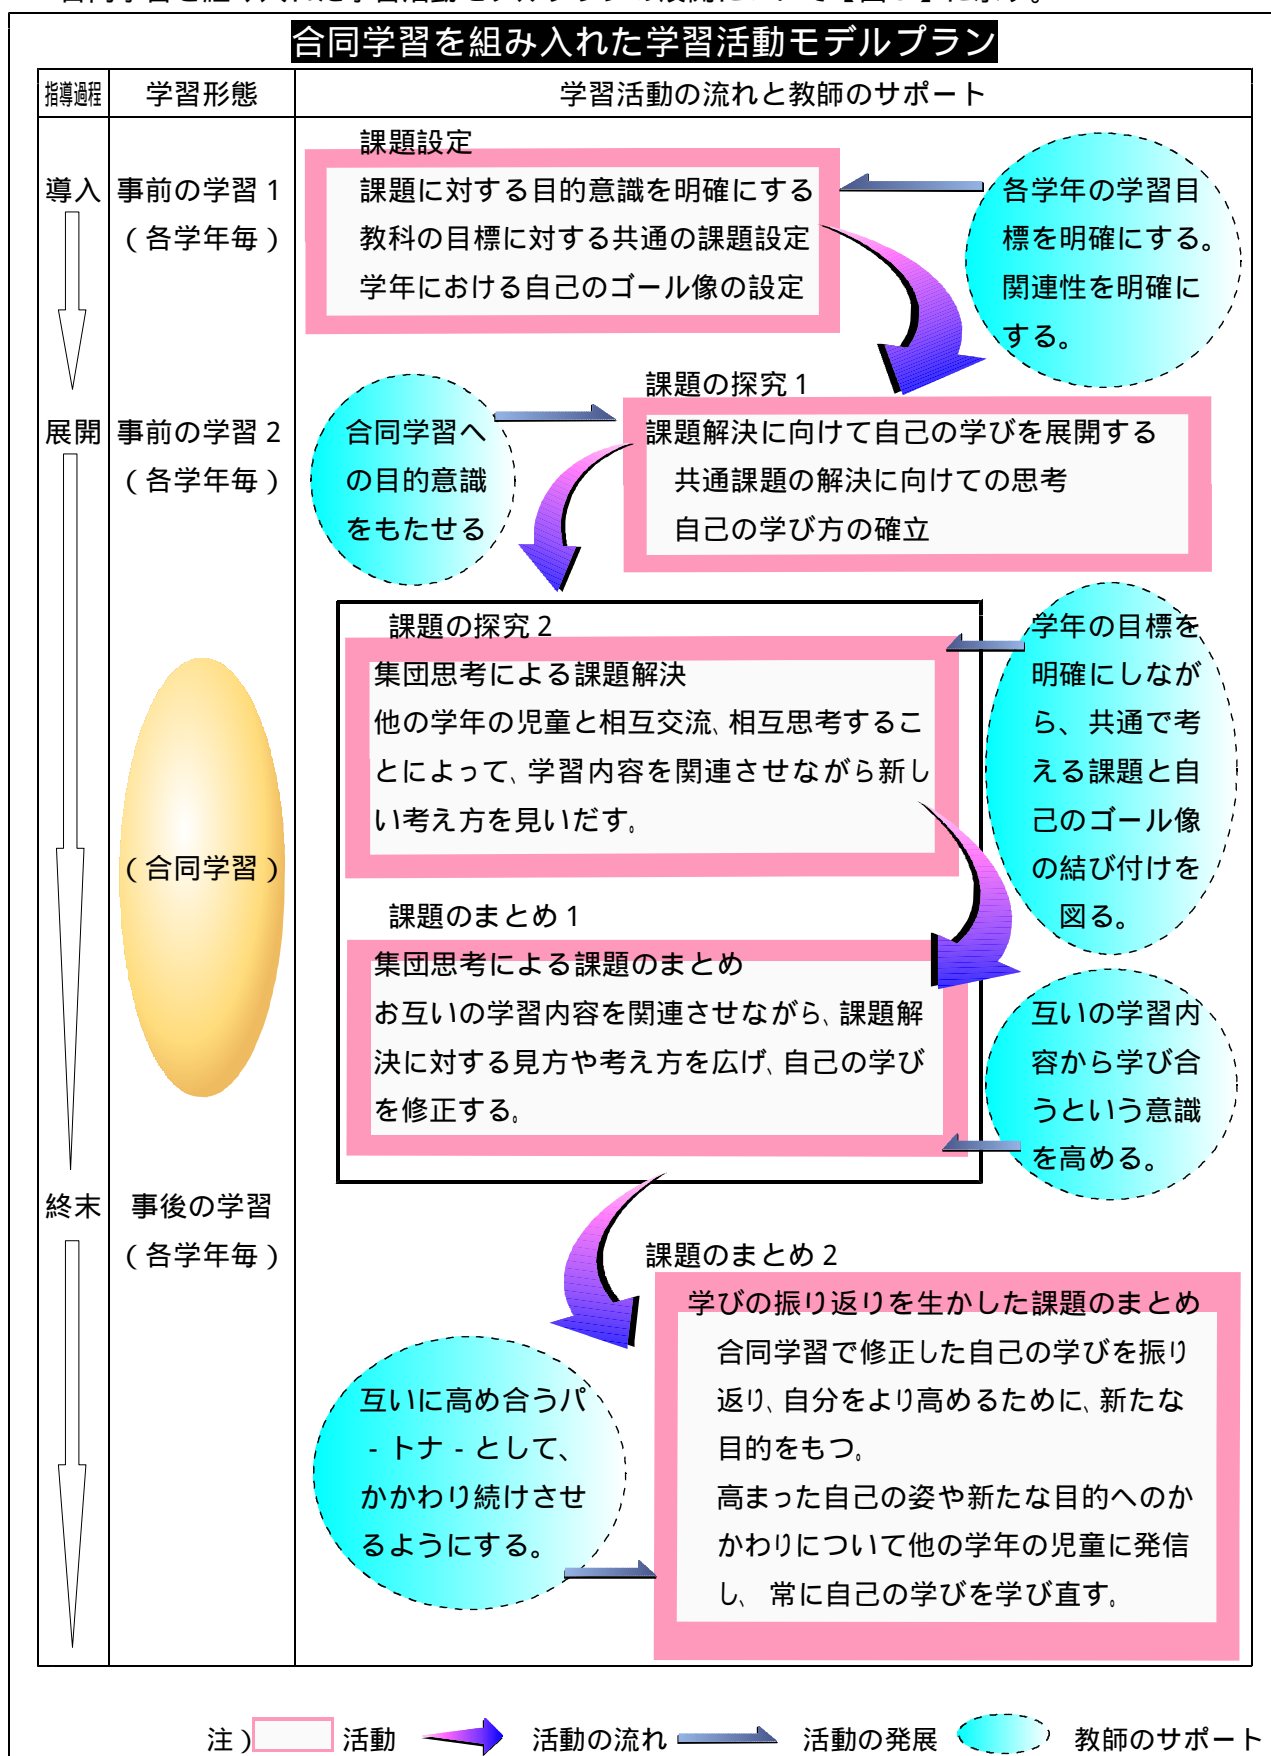 合同学習を組み入れた学習活動モデルプラン
指導過程 学習形態 学習活動の流れと教師のサポート
導入
事前の学習1
(各学年毎)
課題設定
課題に対する目的意識を明確にする
教科の目標に対する共通の課題設定
学年における自己のゴール像の設定
各学年の学習目
標を明確にする。
関連性を明確に
する。
展開
事前の学習2
(各学年毎)
合同学習へ
の目的意識
をもたせる
課題の探究1
課題解決に向けて自己の学びを展開する
共通課題の解決に向けての思考
自己の学び方の確立
(合同学習)
課題の探究2
集団思考による課題解決
他の学年の児童と相互交流、相互思考するこ
とによって、学習内容を関連させながら新し
い考え方を見いだす。
学年の目標を
明確にしなが
ら、共通で考
える課題と自
己のゴール像
の結び付けを
図る。
課題のまとめ1
集団思考による課題のまとめ
お互いの学習内容を関連させながら、課題解
決に対する見方や考え方を広げ、自己の学び
を修正する。
互いの学習内
容から学び合
うという意識
を高める。
終末
事後の学習
(各学年毎)
課題のまとめ2
学びの振り返りを生かした課題のまとめ
合同学習で修正した自己の学びを振り
返り、自分をより高めるために、新たな
目的をもつ。
高まった自己の姿や新たな目的へのか
かわりについて他の学年の児童に発信
し、常に自己の学びを学び直す。
互いに高め合うパ
-トナ-として、
かかわり続けさせ
るようにする。
注) 活動 活動の流れ 活動の発展 教師のサポート